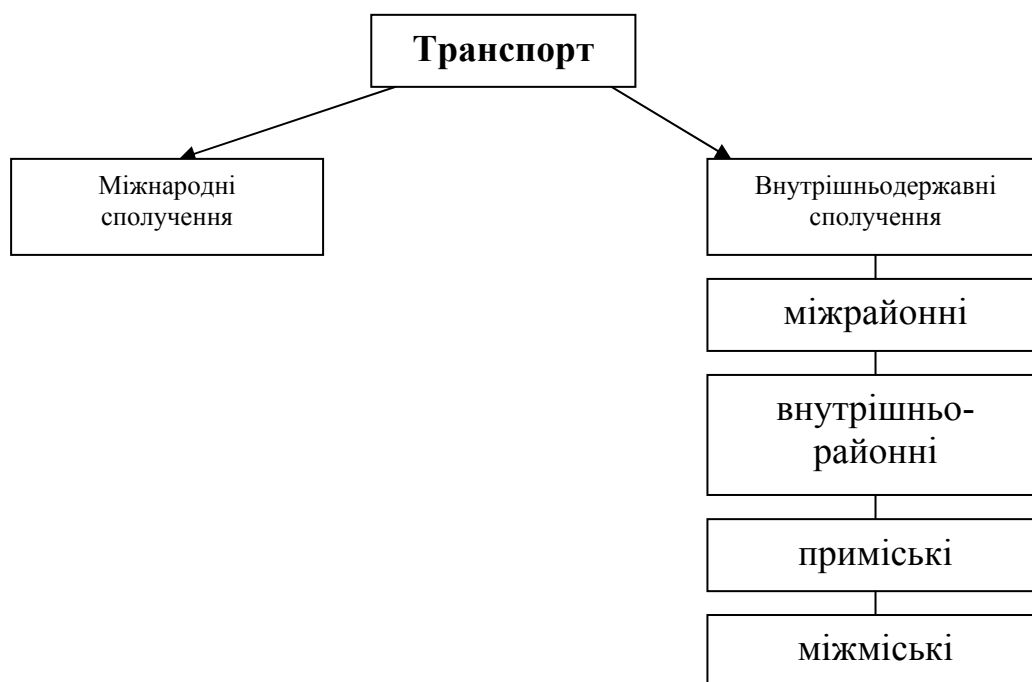 Транспорт
Міжнародні
сполучення
Внутрішньодержавні
сполучення
міжрайонні
внутрішньо-
районні
приміські
міжміські